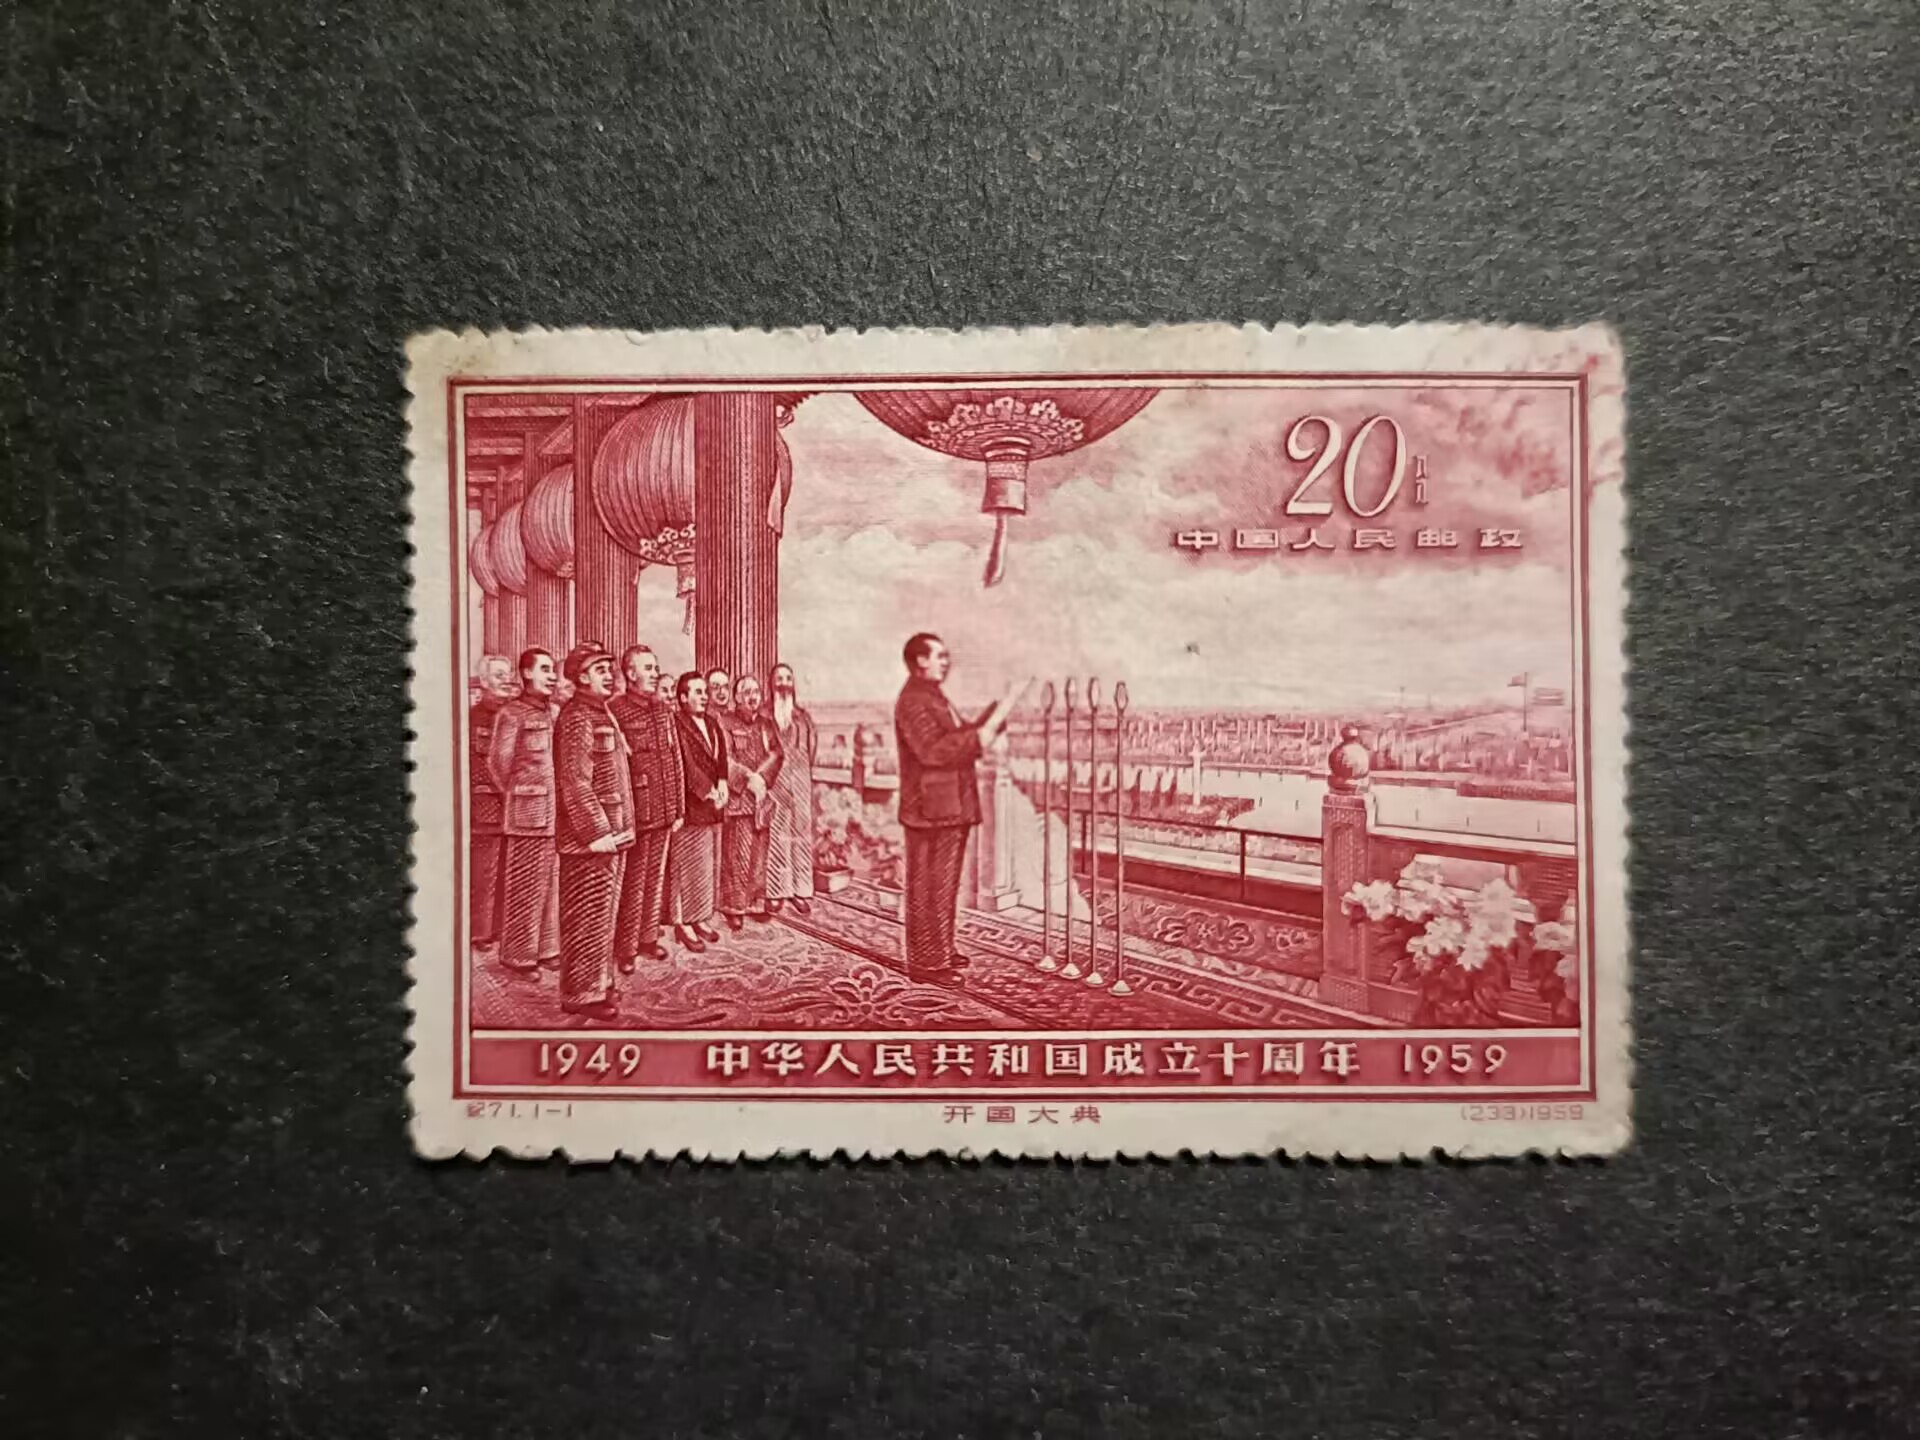 20分
中国人民邮政
1949 中华人民共和国成立十周年 1959
纪71.1-1 开国大典 (233)1959